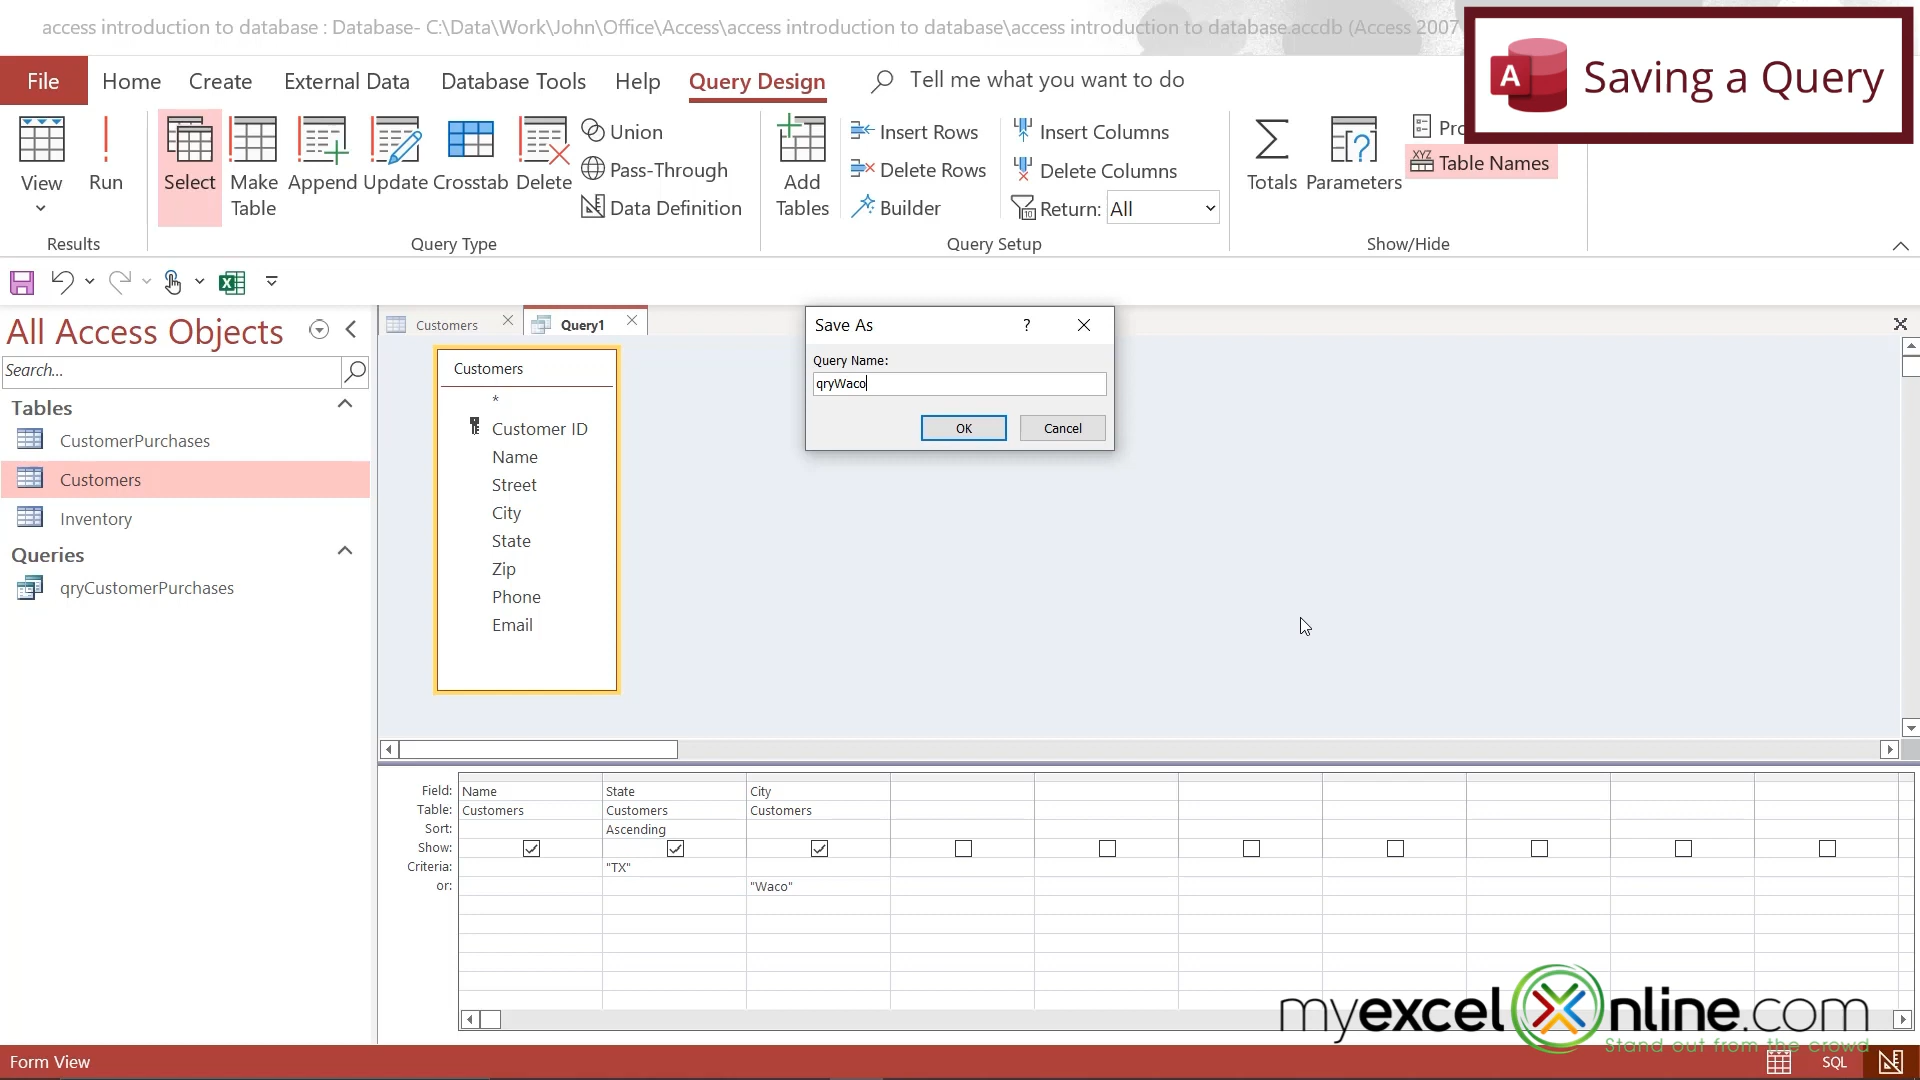 access introduction to database : Database- C:\Data\Work\John\Office\Access\access introduction to database\access introduction to database.accdb (Access 2007
Saving a Query
File Home Create External Data Database Tools Help Query Design Tell me what you want to do
View Run Select Make Table Append Update Crosstab Delete
Union
Pass-Through
Data Definition
Add Tables
Insert Rows
Delete Rows
Builder
Insert Columns
Delete Columns
Return: All
Totals Parameters
Table Names
Results Query Type Query Setup Show/Hide
All Access Objects
Search...
Tables
CustomerPurchases
Customers
Inventory
Queries
qryCustomerPurchases
Customers Query1
Customers
*
Customer ID
Name
Street
City
State
Zip
Phone
Email
Save As ?
Query Name:
qryWaco
OK Cancel
Field: Name State City
Table: Customers Customers Customers
Sort: Ascending
Show:
Criteria: "TX"
or: "Waco"
myexcelonline.com
Stand out from the crowd
Form View SQL